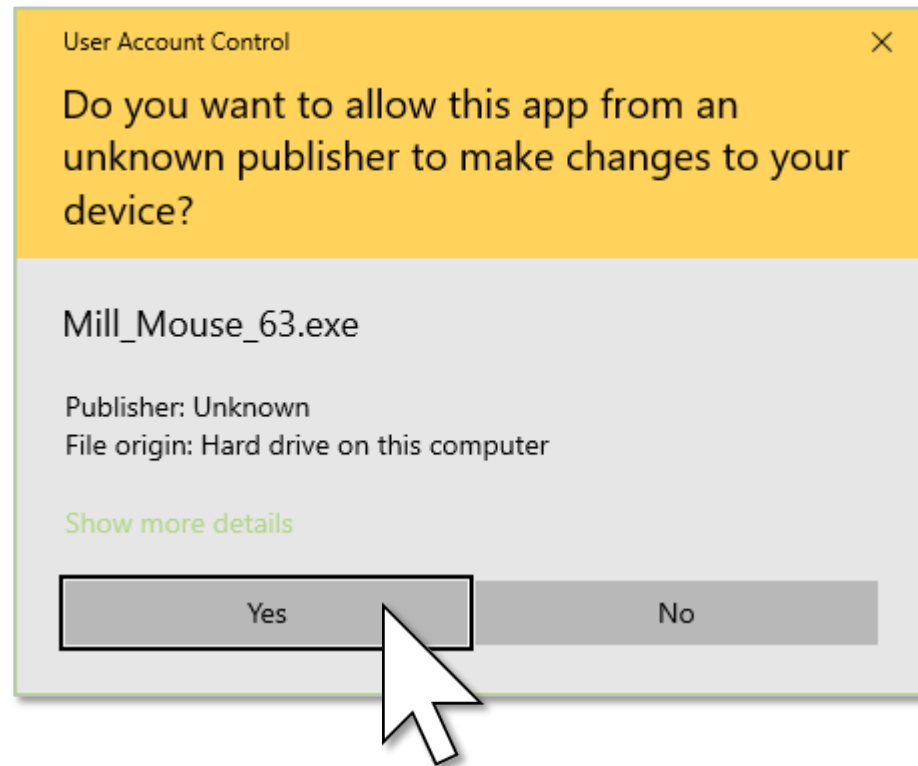 User Account Control
Do you want to allow this app from an
unknown publisher to make changes to your
device?
Mill_Mouse_63.exe
Publisher: Unknown
File origin: Hard drive on this computer
Show more details
Yes
No